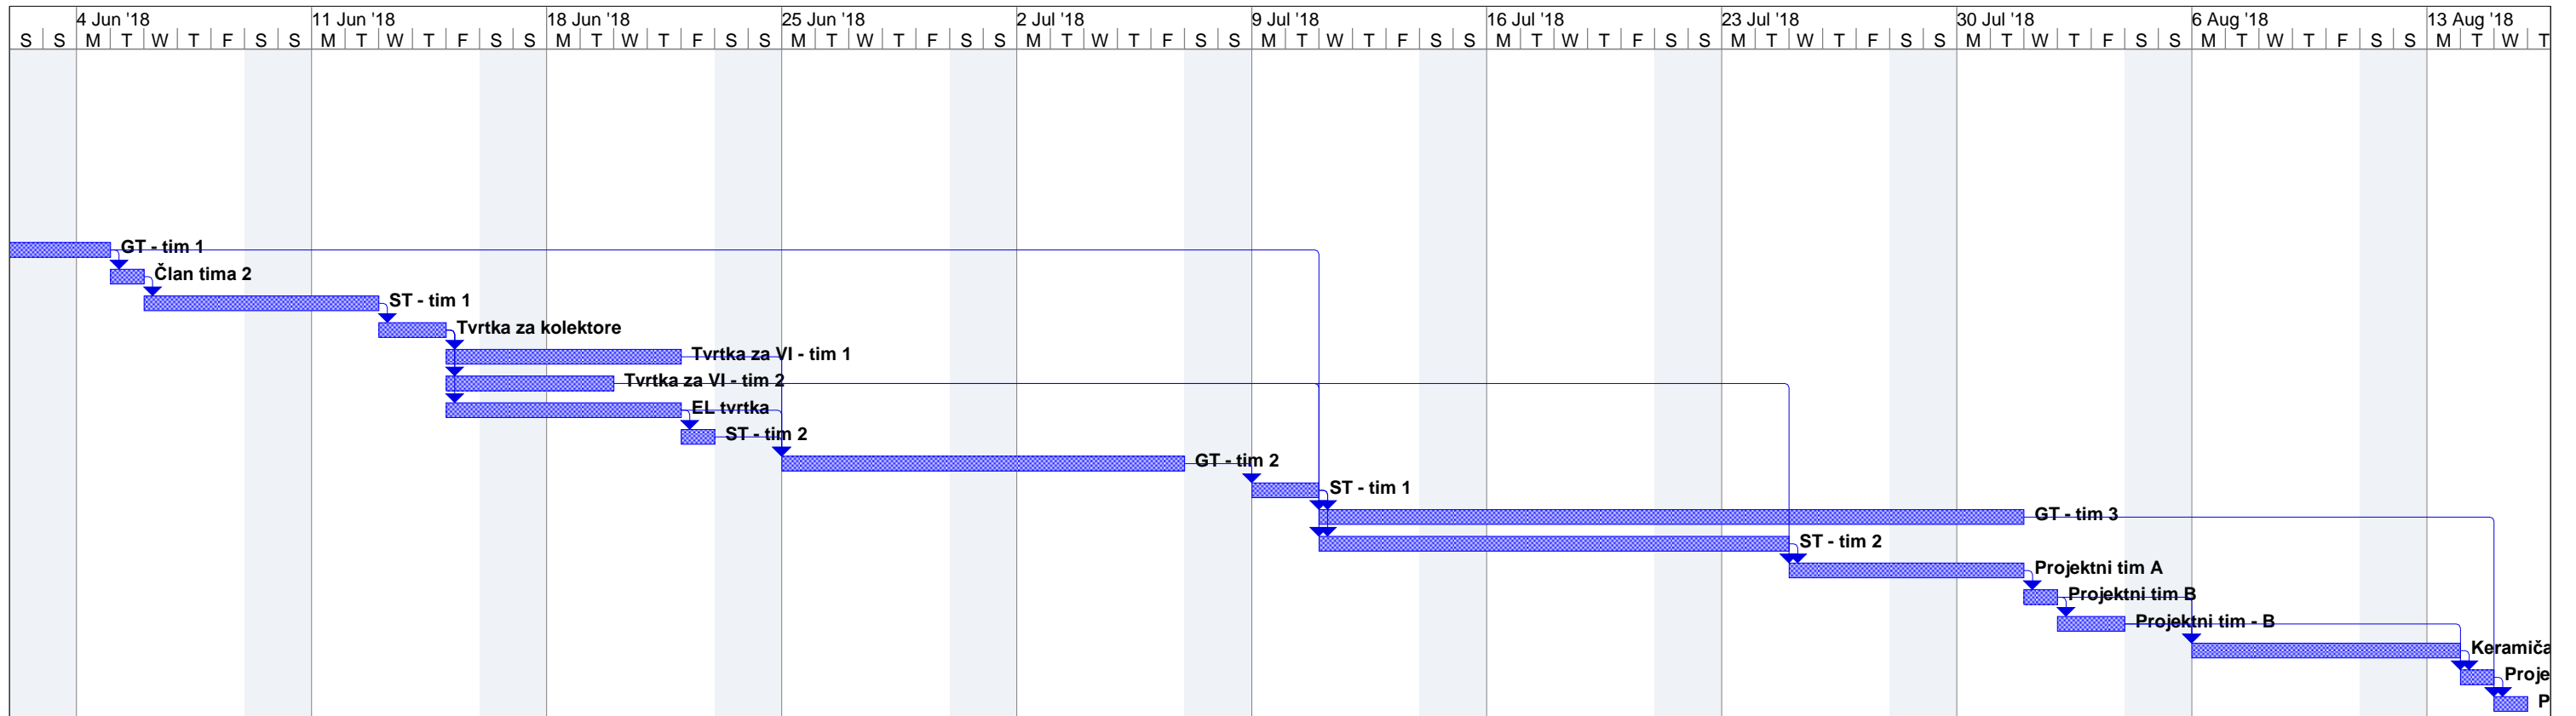 4 Jun '18 11 Jun '18 18 Jun '18 25 Jun '18 2 Jul '18 9 Jul '18 16 Jul '18 23 Jul '18 30 Jul '18 6 Aug '18 13 Aug '18
S S M T W T F S S M T W T F S S M T W T F S S M T W T F S S M T W T F S S M T W T F S S M T W T F S S M T W T F S S M T W T F S S M T W T F S S M T W T
GT - tim 1
Član tima 2
ST - tim 1
Tvrtka za kolektore
Tvrtka za VI - tim 1
Tvrtka za VI - tim 2
EL tvrtka
ST - tim 2
GT - tim 2
ST - tim 1
GT - tim 3
ST - tim 2
Projektni tim A
Projektni tim B
Projektni tim - B
Keramiča
Proje
P